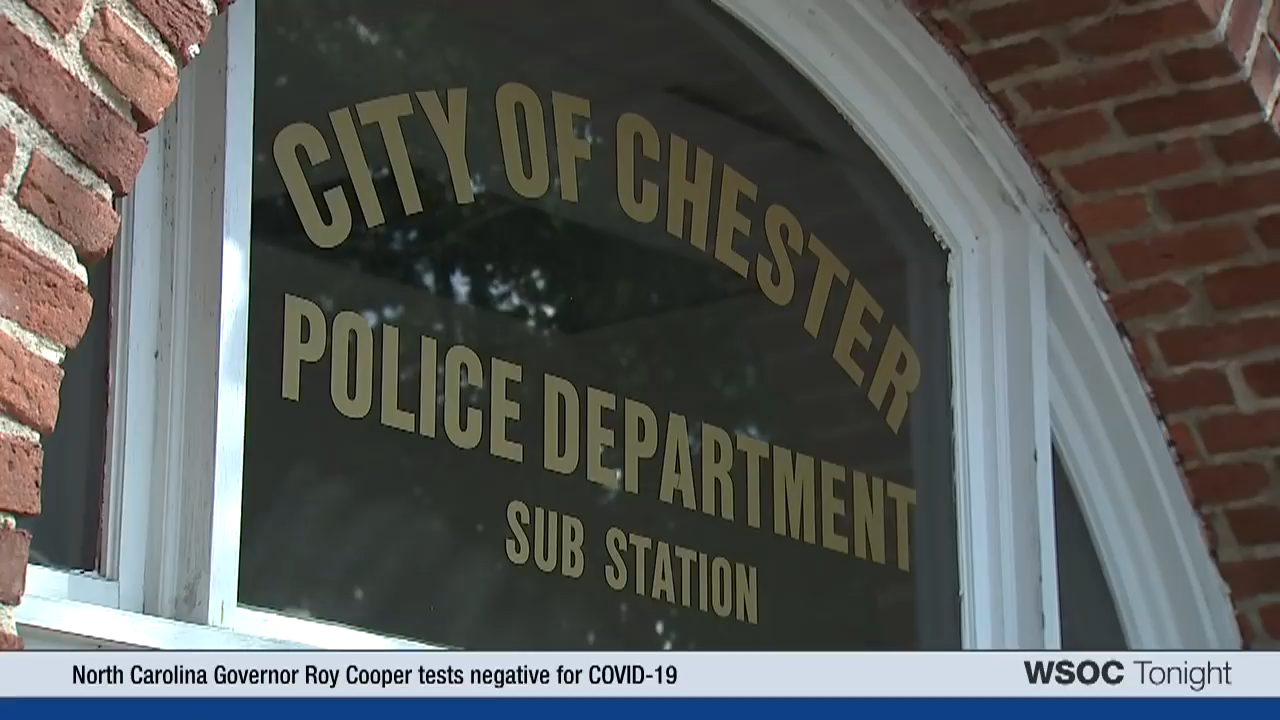 CITY OF CHESTER
POLICE DEPARTMENT
SUB STATION
North Carolina Governor Roy Cooper tests negative for COVID-19
WSOC Tonight